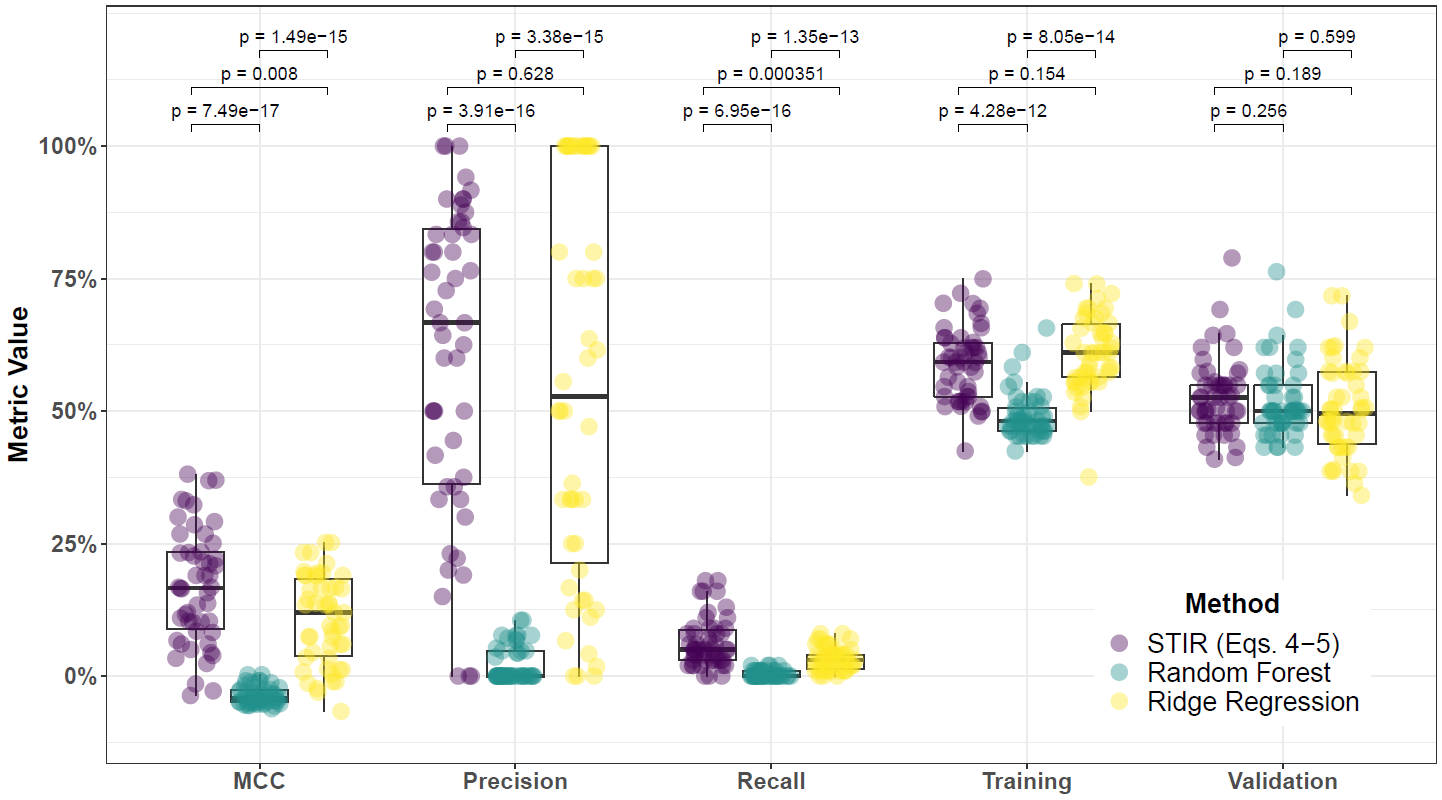 p = 1.49e−15
p = 3.38e−15
p = 1.35e−13
p = 8.05e−14
p = 0.599
p = 0.008
p = 0.628
p = 0.000351
p = 0.154
p = 0.189
p = 7.49e−17
p = 3.91e−16
p = 6.95e−16
p = 4.28e−12
p = 0.256
100%
75%
50%
25%
0%
Metric Value
Method
STIR (Eqs. 4−5)
Random Forest
Ridge Regression
MCC
Precision
Recall
Training
Validation